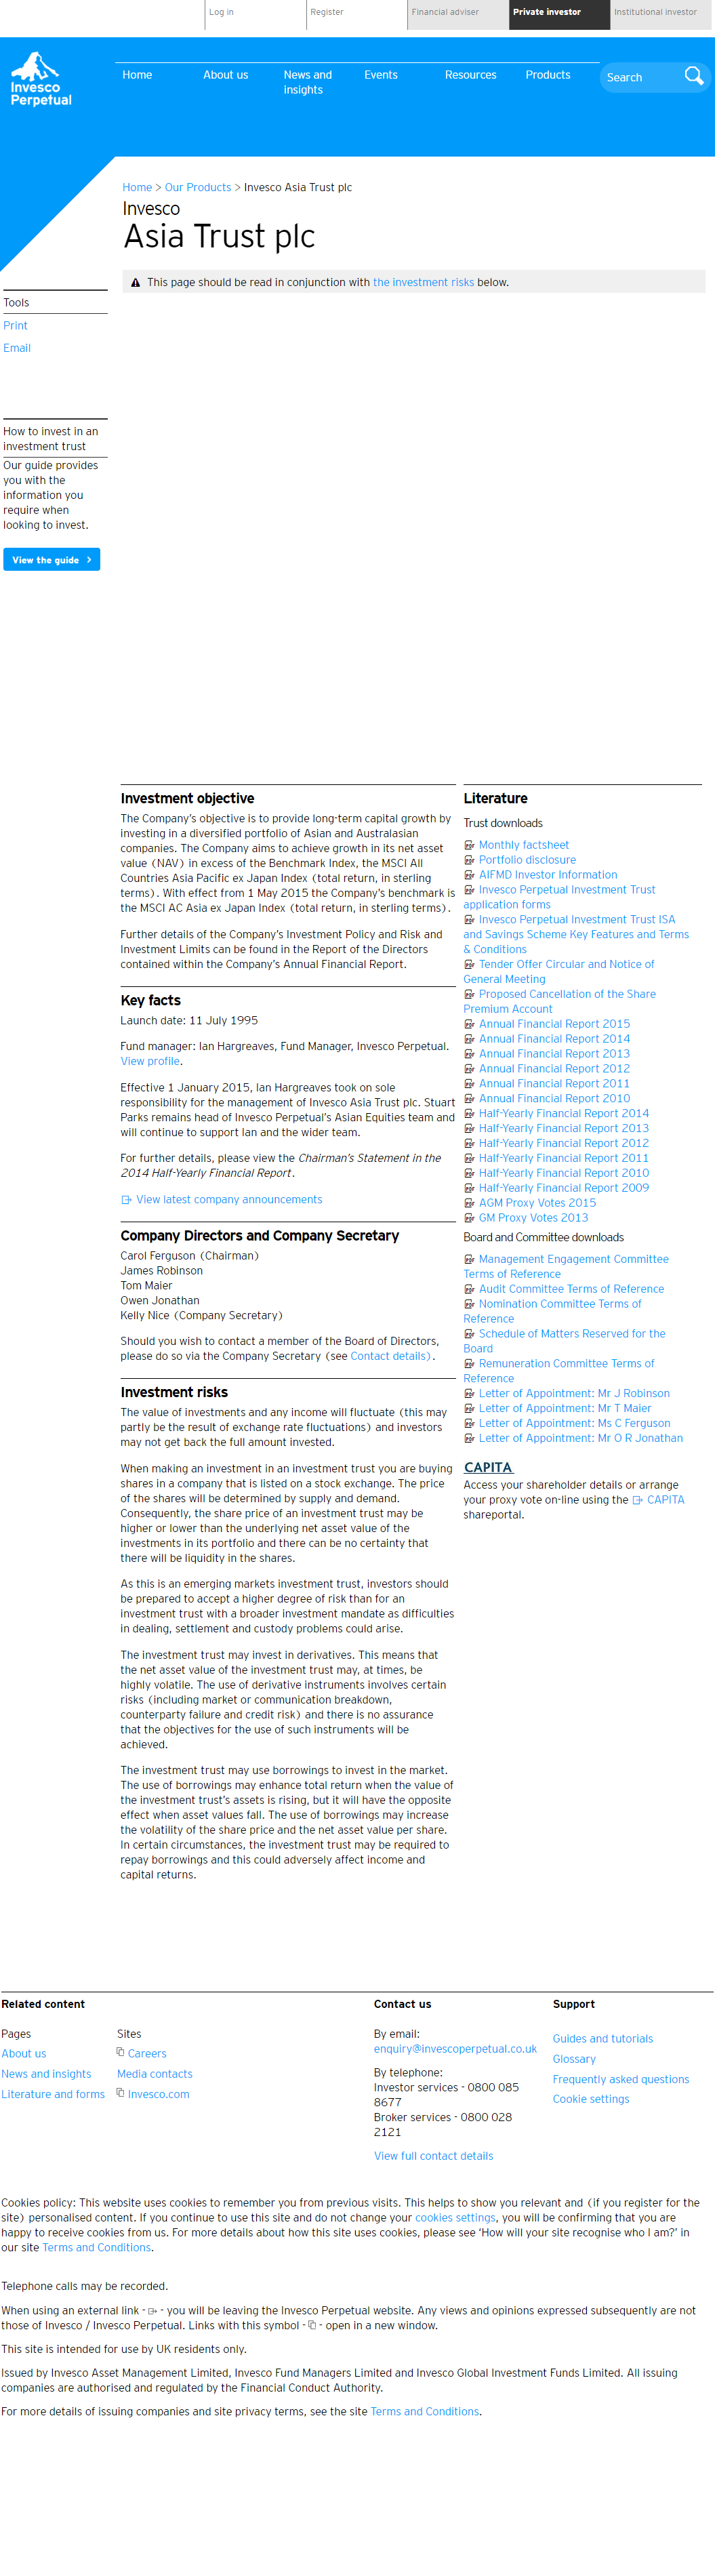 Log in
Register
Financial adviser
Private investor
Institutional investor
Invesco
Perpetual
Home
About us
News and
insights
Events
Resources
Products
Search
Home > Our Products > Invesco Asia Trust plc
Invesco
Asia Trust plc
This page should be read in conjunction with the investment risks below.
Tools
Print
Email
How to invest in an
investment trust
Our guide provides
you with the
information you
require when
looking to invest.
View the guide
Investment objective
The Company's objective is to provide long-term capital growth by
investing in a diversified portfolio of Asian and Australasian
companies. The Company aims to achieve growth in its net asset
value (NAV) in excess of the Benchmark Index, the MSCI All
Countries Asia Pacific ex Japan Index (total return, in sterling
terms). With effect from 1 May 2015 the Company's benchmark is
the MSCI AC Asia ex Japan Index (total return, in sterling terms).
Further details of the Company's Investment Policy and Risk and
Investment Limits can be found in the Report of the Directors
contained within the Company's Annual Financial Report.
Key facts
Launch date: 11 July 1995
Fund manager: Ian Hargreaves, Fund Manager, Invesco Perpetual.
View profile.
Effective 1 January 2015, Ian Hargreaves took on sole
responsibility for the management of Invesco Asia Trust plc. Stuart
Parks remains head of Invesco Perpetual's Asian Equities team and
will continue to support Ian and the wider team.
For further details, please view the Chairman's Statement in the
2014 Half-Yearly Financial Report.
View latest company announcements
Company Directors and Company Secretary
Carol Ferguson (Chairman)
James Robinson
Tom Maier
Owen Jonathan
Kelly Nice (Company Secretary)
Should you wish to contact a member of the Board of Directors,
please do so via the Company Secretary (see Contact details).
Investment risks
The value of investments and any income will fluctuate (this may
partly be the result of exchange rate fluctuations) and investors
may not get back the full amount invested.
When making an investment in an investment trust you are buying
shares in a company that is listed on a stock exchange. The price
of the shares will be determined by supply and demand.
Consequently, the share price of an investment trust may be
higher or lower than the underlying net asset value of the
investments in its portfolio and there can be no certainty that
there will be liquidity in the shares.
As this is an emerging markets investment trust, investors should
be prepared to accept a higher degree of risk than for an
investment trust with a broader investment mandate as difficulties
in dealing, settlement and custody problems could arise.
The investment trust may invest in derivatives. This means that
the net asset value of the investment trust may, at times, be
highly volatile. The use of derivative instruments involves certain
risks (including market or communication breakdown,
counterparty failure and credit risk) and there is no assurance
that the objectives for the use of such instruments will be
achieved.
The investment trust may use borrowings to invest in the market.
The use of borrowings may enhance total return when the value of
the investment trust's assets is rising, but it will have the opposite
effect when asset values fall. The use of borrowings may increase
the volatility of the share price and the net asset value per share.
In certain circumstances, the investment trust may be required to
repay borrowings and this could adversely affect income and
capital returns.
Literature
Trust downloads
Monthly factsheet
Portfolio disclosure
AIFMD Investor Information
Invesco Perpetual Investment Trust
application forms
Invesco Perpetual Investment Trust ISA
and Savings Scheme Key Features and Terms
& Conditions
Tender Offer Circular and Notice of
General Meeting
Proposed Cancellation of the Share
Premium Account
Annual Financial Report 2015
Annual Financial Report 2014
Annual Financial Report 2013
Annual Financial Report 2012
Annual Financial Report 2011
Annual Financial Report 2010
Half-Yearly Financial Report 2014
Half-Yearly Financial Report 2013
Half-Yearly Financial Report 2012
Half-Yearly Financial Report 2011
Half-Yearly Financial Report 2010
Half-Yearly Financial Report 2009
AGM Proxy Votes 2015
GM Proxy Votes 2013
Board and Committee downloads
Management Engagement Committee
Terms of Reference
Audit Committee Terms of Reference
Nomination Committee Terms of
Reference
Schedule of Matters Reserved for the
Board
Remuneration Committee Terms of
Reference
Letter of Appointment: Mr J Robinson
Letter of Appointment: Mr T Maier
Letter of Appointment: Ms C Ferguson
Letter of Appointment: Mr O R Jonathan
CAPITA
Access your shareholder details or arrange
your proxy vote on-line using the CAPITA
shareportal.
Related content
Pages
About us
News and insights
Literature and forms
Sites
Careers
Media contacts
Invesco.com
Contact us
By email:
enquiry@invescoperpetual.co.uk
By telephone:
Investor services - 0800 085
8677
Broker services - 0800 028
2121
View full contact details
Support
Guides and tutorials
Glossary
Frequently asked questions
Cookie settings
Cookies policy: This website uses cookies to remember you from previous visits. This helps to show you relevant and (if you register for the
site) personalised content. If you continue to use this site and do not change your cookies settings, you will be confirming that you are
happy to receive cookies from us. For more details about how this site uses cookies, please see 'How will your site recognise who I am?' in
our site Terms and Conditions.
Telephone calls may be recorded.
When using an external link - - you will be leaving the Invesco Perpetual website. Any views and opinions expressed subsequently are not
those of Invesco / Invesco Perpetual. Links with this symbol - - open in a new window.
This site is intended for use by UK residents only.
Issued by Invesco Asset Management Limited, Invesco Fund Managers Limited and Invesco Global Investment Funds Limited. All issuing
companies are authorised and regulated by the Financial Conduct Authority.
For more details of issuing companies and site privacy terms, see the site Terms and Conditions.